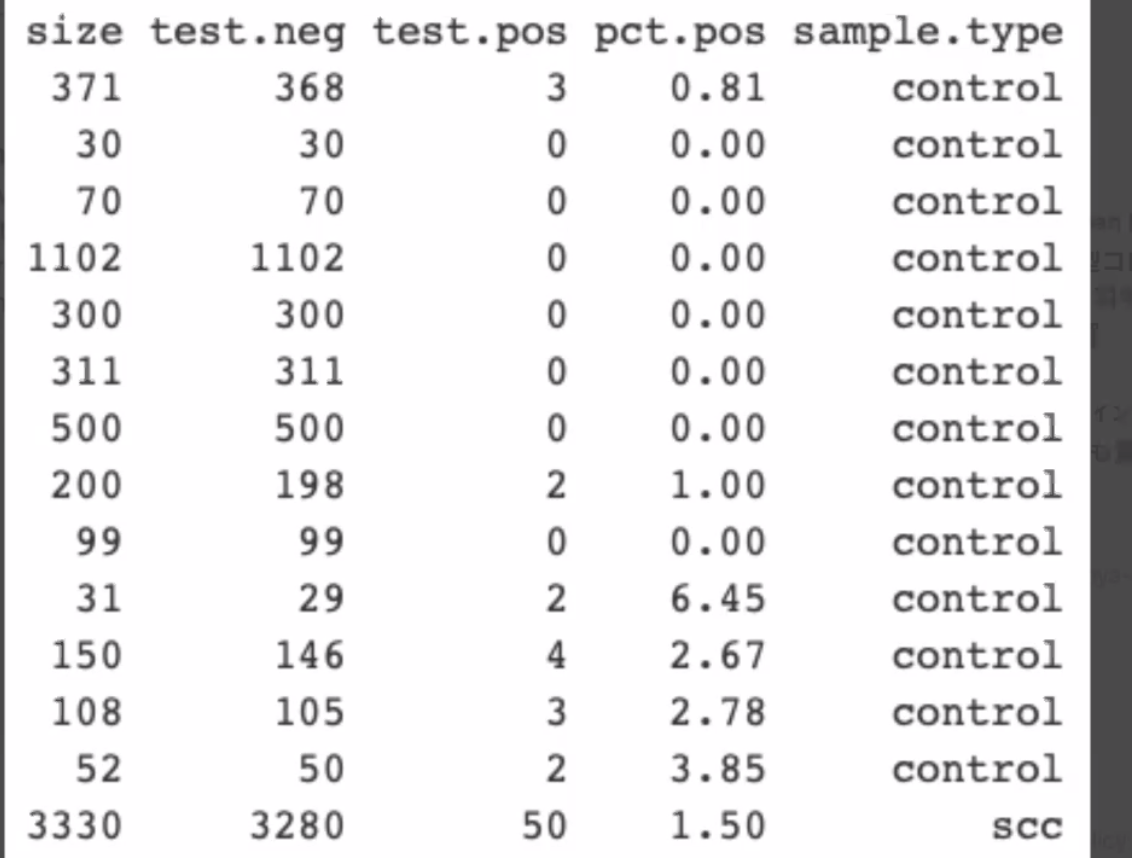 size test.neg test.pos pct.pos sample.type
371 368 3 0.81 control
30 30 0 0.00 control
70 70 0 0.00 control
1102 1102 0 0.00 control
300 300 0 0.00 control
311 311 0 0.00 control
500 500 0 0.00 control
200 198 2 1.00 control
99 99 0 0.00 control
31 29 2 6.45 control
150 146 4 2.67 control
108 105 3 2.78 control
52 50 2 3.85 control
3330 3280 50 1.50 scc